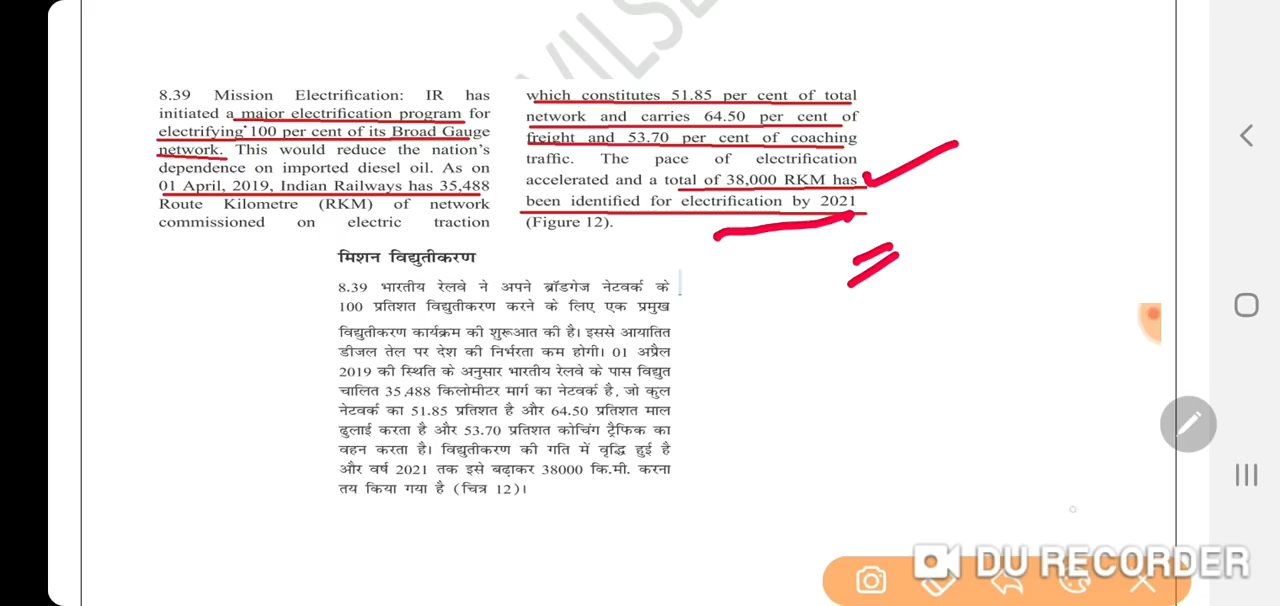 VILSE
8.39 Mission Electrification: IR has
initiated a major electrification program for
electrifying 100 per cent of its Broad Gauge
network. This would reduce the nation's
dependence on imported diesel oil. As on
01 April, 2019, Indian Railways has 35,488
Route Kilometre (RKM) of network
commissioned on electric traction
which constitutes 51.85 per cent of total
network and carries 64.50 per cent of
freight and 53.70 per cent of coaching
traffic. The pace of electrification
accelerated and a total of 38,000 RKM has
been identified for electrification by 2021
(Figure 12).
मिशन विद्युतीकरण
8.39 भारतीय रेलवे ने अपने ब्रॉडगेज नेटवर्क के
100 प्रतिशत विद्युतीकरण करने के लिए एक प्रमुख
विद्युतीकरण कार्यक्रम की शुरूआत की है। इससे आयातित
डीजल तेल पर देश की निर्भरता कम होगी। 01 अप्रैल
2019 की स्थिति के अनुसार भारतीय रेलवे के पास विद्युत
चालित 35,488 किलोमीटर मार्ग का नेटवर्क है, जो कुल
नेटवर्क का 51.85 प्रतिशत है और 64.50 प्रतिशत माल
ढुलाई करता है और 53.70 प्रतिशत कोचिंग ट्रैफिक का
वहन करता है। विद्युतीकरण की गति में वृद्धि हुई है
और वर्ष 2021 तक इसे बढ़ाकर 38000 कि.मी. करना
तय किया गया है (चित्र 12)।
DU RECORDER